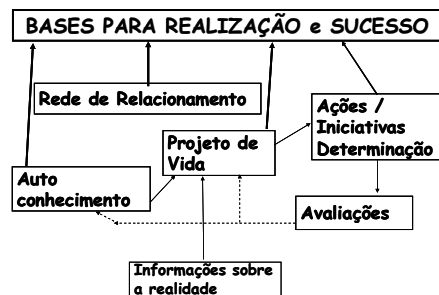 BASES PARA REALIZAÇÃO e SUCESSO
Rede de Relacionamento
Ações /
Iniciativas
Determinação
Projeto de
Vida
Auto
conhecimento
Avaliações
Informações sobre
a realidade